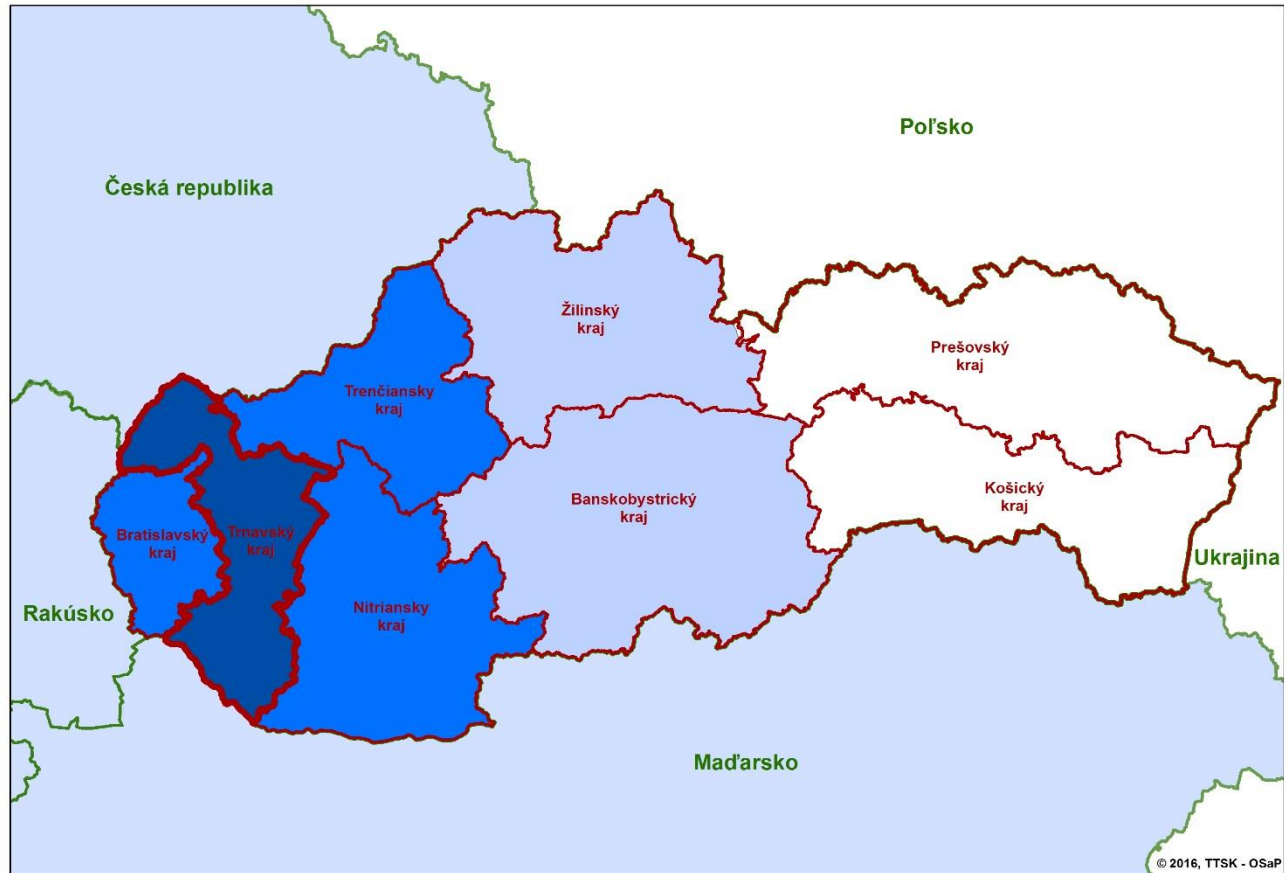 Poľsko
Česká republika
Žilinský
kraj
Prešovský
kraj
Trenčiansky
kraj
Banskobystrický
kraj
Košický
kraj
Bratislavský
kraj
Trnavský
kraj
Ukrajina
Nitriansky
kraj
Rakúsko
Maďarsko
© 2016, TTSK - OSaP